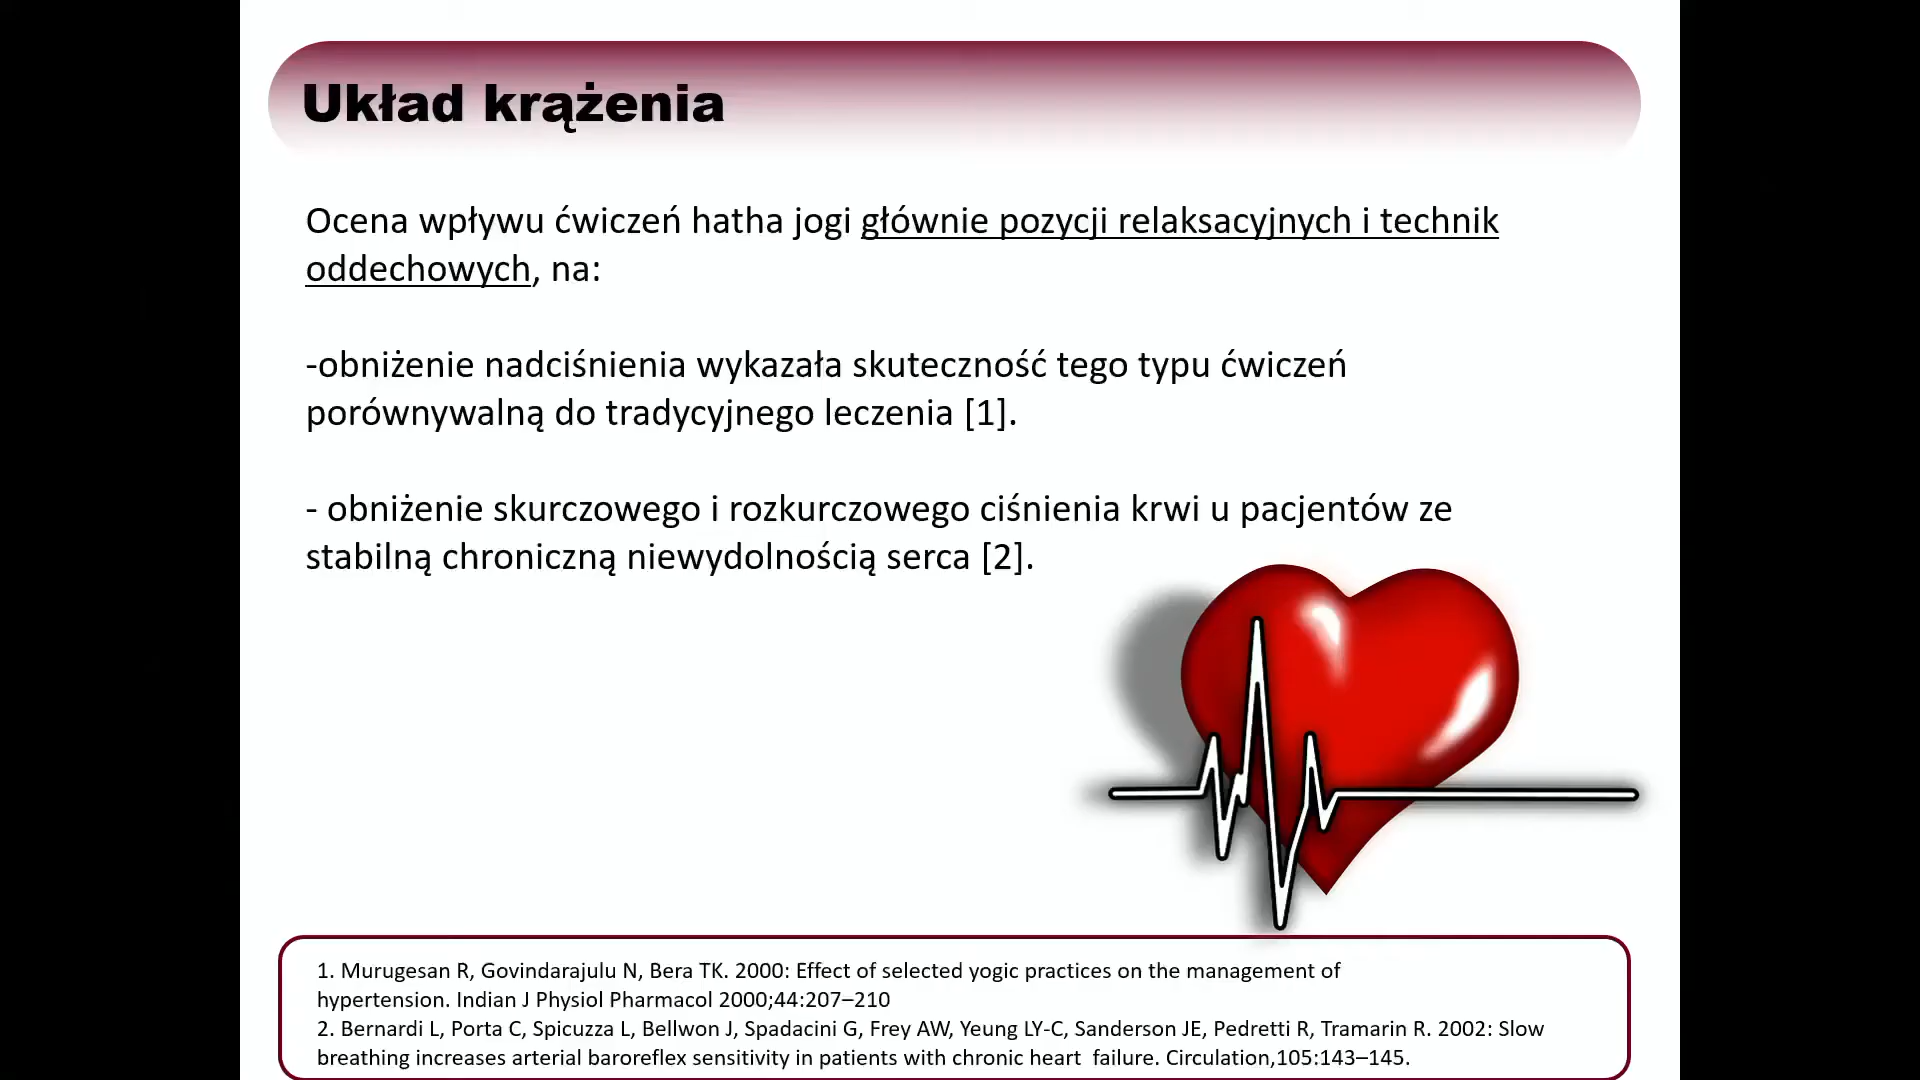 Układ krążenia
Ocena wpływu ćwiczeń hatha jogi głównie pozycji relaksacyjnych i technik
oddechowych, na:
-obniżenie nadciśnienia wykazała skuteczność tego typu ćwiczeń
porównywalną do tradycyjnego leczenia [1].
- obniżenie skurczowego i rozkurczowego ciśnienia krwi u pacjentów ze
stabilną chroniczną niewydolnością serca [2].
1. Murugesan R, Govindarajulu N, Bera TK. 2000: Effect of selected yogic practices on the management of
hypertension. Indian J Physiol Pharmacol 2000;44:207–210
2. Bernardi L, Porta C, Spicuzza L, Bellwon J, Spadacini G, Frey AW, Yeung LY-C, Sanderson JE, Pedretti R, Tramarin R. 2002: Slow
breathing increases arterial baroreflex sensitivity in patients with chronic heart failure. Circulation,105:143–145.